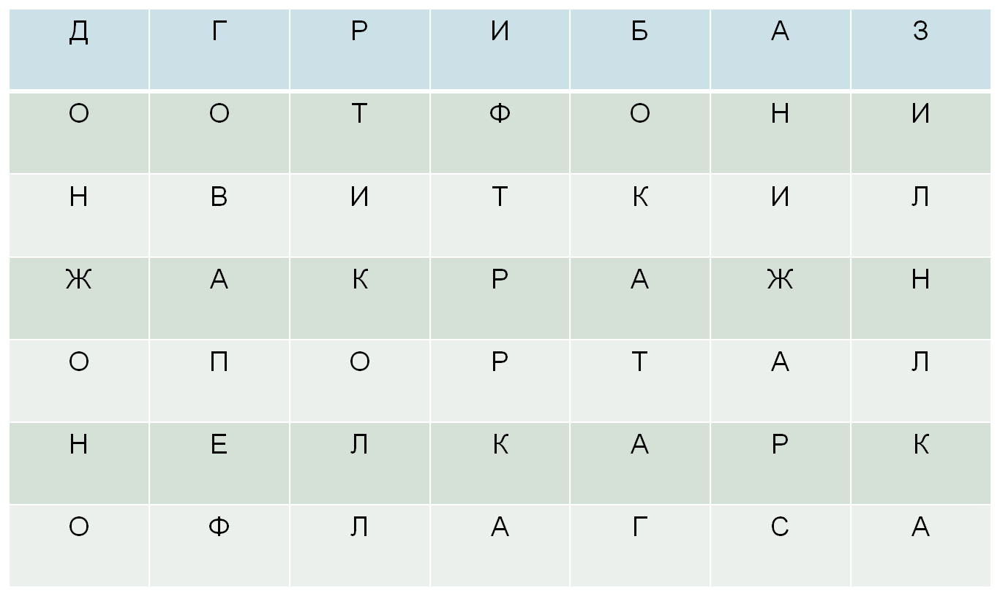 Д Г Р И Б А З
О О Т Ф О Н И
Н В И Т К И Л
Ж А К Р А Ж Н
О П О Р Т А Л
Н Е Л К А Р К
О Ф Л А Г С А